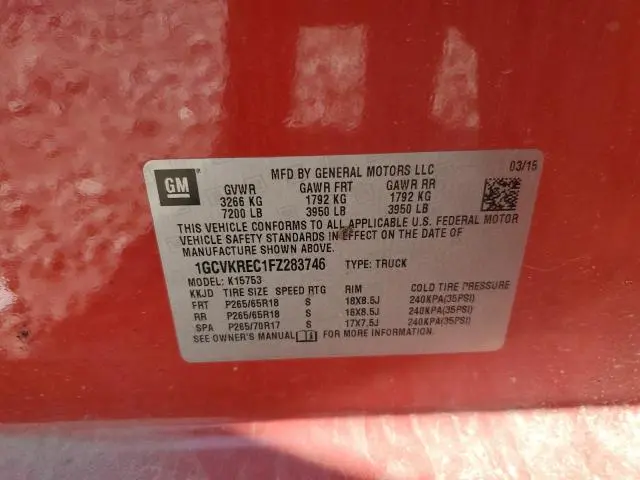 MFD BY GENERAL MOTORS LLC 03/15
GM
GVWR GAWR FRT GAWR RR
3266 KG 1792 KG 1792 KG
7200 LB 3950 LB 3950 LB
THIS VEHICLE CONFORMS TO ALL APPLICABLE U.S. FEDERAL MOTOR
VEHICLE SAFETY STANDARDS IN EFFECT ON THE DATE OF
MANUFACTURE SHOWN ABOVE.
1GCVKREC1FZ283746 TYPE: TRUCK
MODEL: K15753
KKJD TIRE SIZE SPEED RTG RIM COLD TIRE PRESSURE
FRT P265/65R18 S 18X8.5J 240KPA(35PSI)
RR P265/65R18 S 18X8.5J 240KPA(35PSI)
SPA P265/70R17 S 17X7.5J 240KPA(35PSI)
SEE OWNER'S MANUAL FOR MORE INFORMATION.